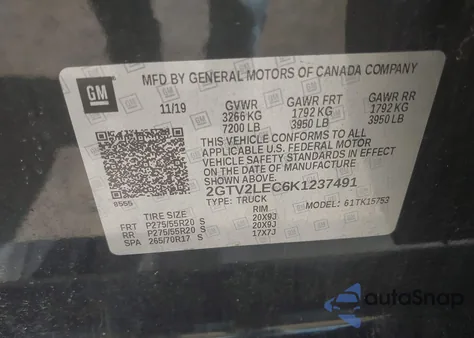 MFD BY GENERAL MOTORS OF CANADA COMPANY
GM
11/19 GVWR GAWR FRT GAWR RR
3266 KG 1792 KG 1792 KG
7200 LB 3950 LB 3950 LB
THIS VEHICLE CONFORMS TO ALL
APPLICABLE U.S. FEDERAL MOTOR
VEHICLE SAFETY STANDARDS IN EFFECT
ON THE DATE OF MANUFACTURE
SHOWN ABOVE.
8555
2GTV2LEC6K1237491
TYPE: TRUCK MODEL: 61TK15753
TIRE SIZE RIM
FRT P275/55R20 S 20X9J
RR P275/55R20 S 20X9J
SPA 265/70R17 S 17X7J
autoSnap